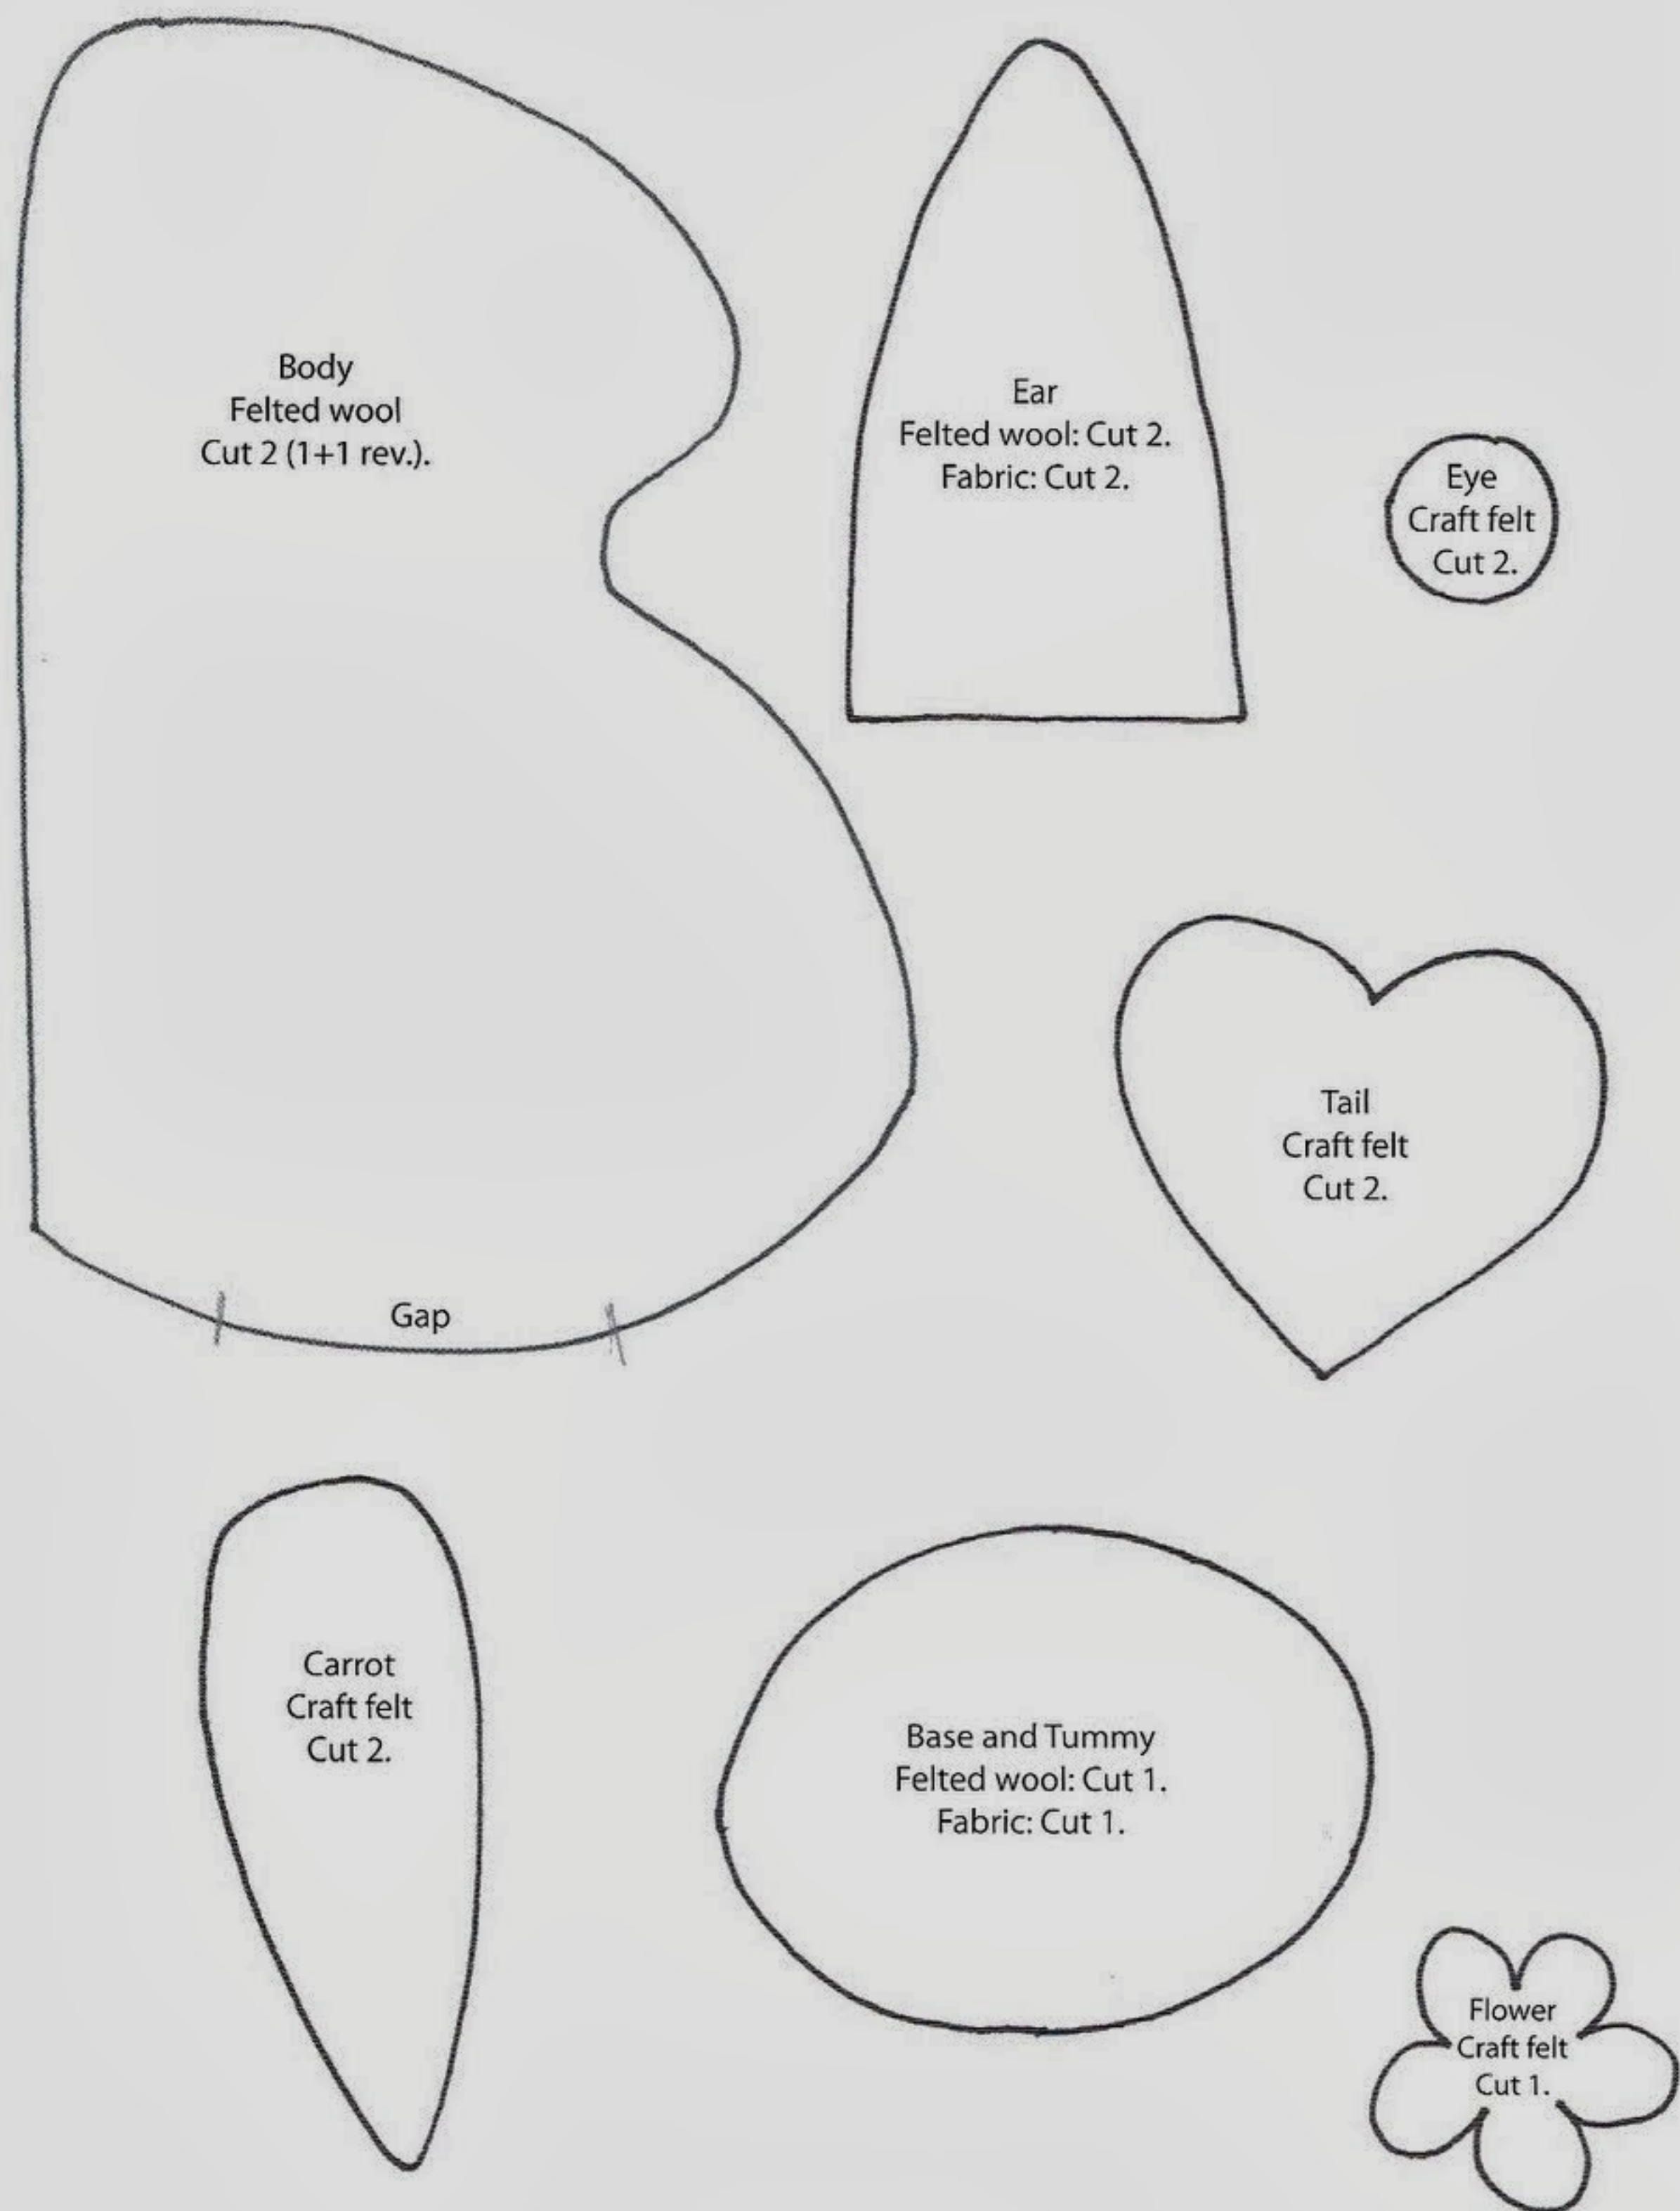 Body
Felted wool
Cut 2 (1+1 rev.).
Ear
Felted wool: Cut 2.
Fabric: Cut 2.
Eye
Craft felt
Cut 2.
Tail
Craft felt
Cut 2.
Gap
Carrot
Craft felt
Cut 2.
Base and Tummy
Felted wool: Cut 1.
Fabric: Cut 1.
Flower
Craft felt
Cut 1.